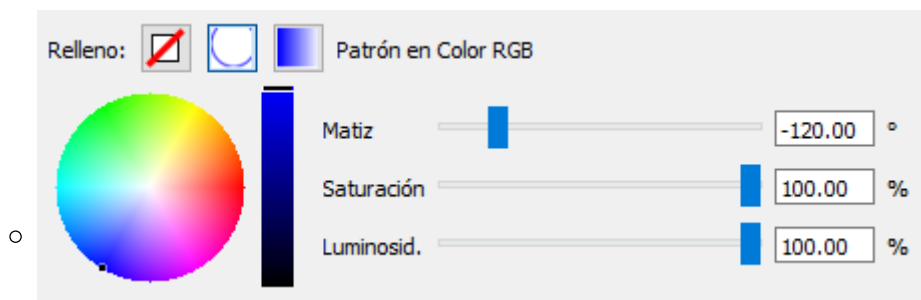 Relleno: Patrón en Color RGB
Matiz -120.00 °
Saturación 100.00 %
Luminosid. 100.00 %